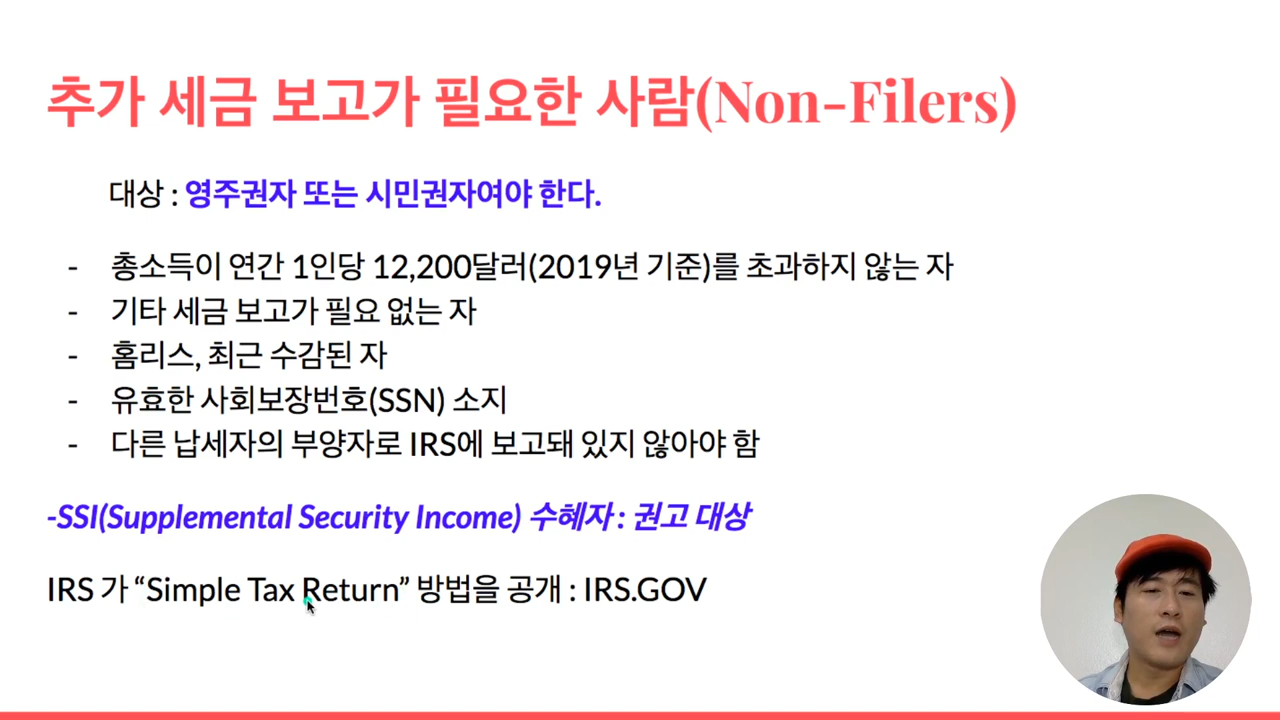 추가 세금 보고가 필요한 사람(Non-Filers)
대상 : 영주권자 또는 시민권자여야 한다.
- 총소득이 연간 1인당 12,200달러(2019년 기준)를 초과하지 않는 자
- 기타 세금 보고가 필요 없는 자
- 홈리스, 최근 수감된 자
- 유효한 사회보장번호(SSN) 소지
- 다른 납세자의 부양자로 IRS에 보고돼 있지 않아야 함
-SSI(Supplemental Security Income) 수혜자 : 권고 대상
IRS 가 “Simple Tax Return” 방법을 공개 : IRS.GOV